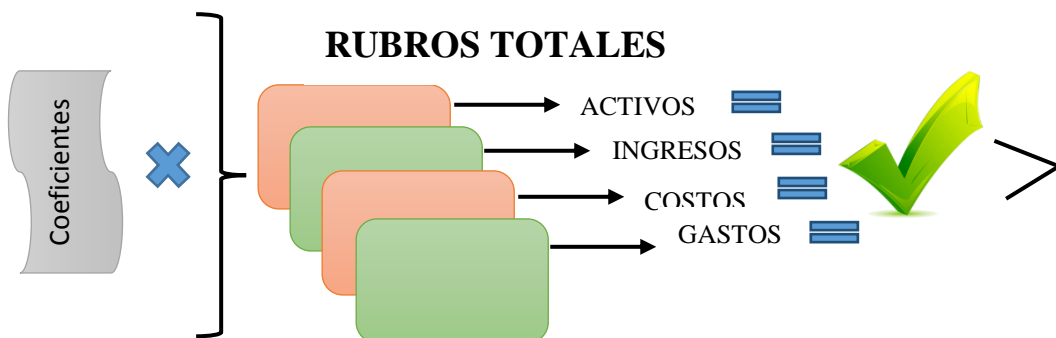 RUBROS TOTALES
Coeficientes
ACTIVOS
INGRESOS
COSTOS
GASTOS